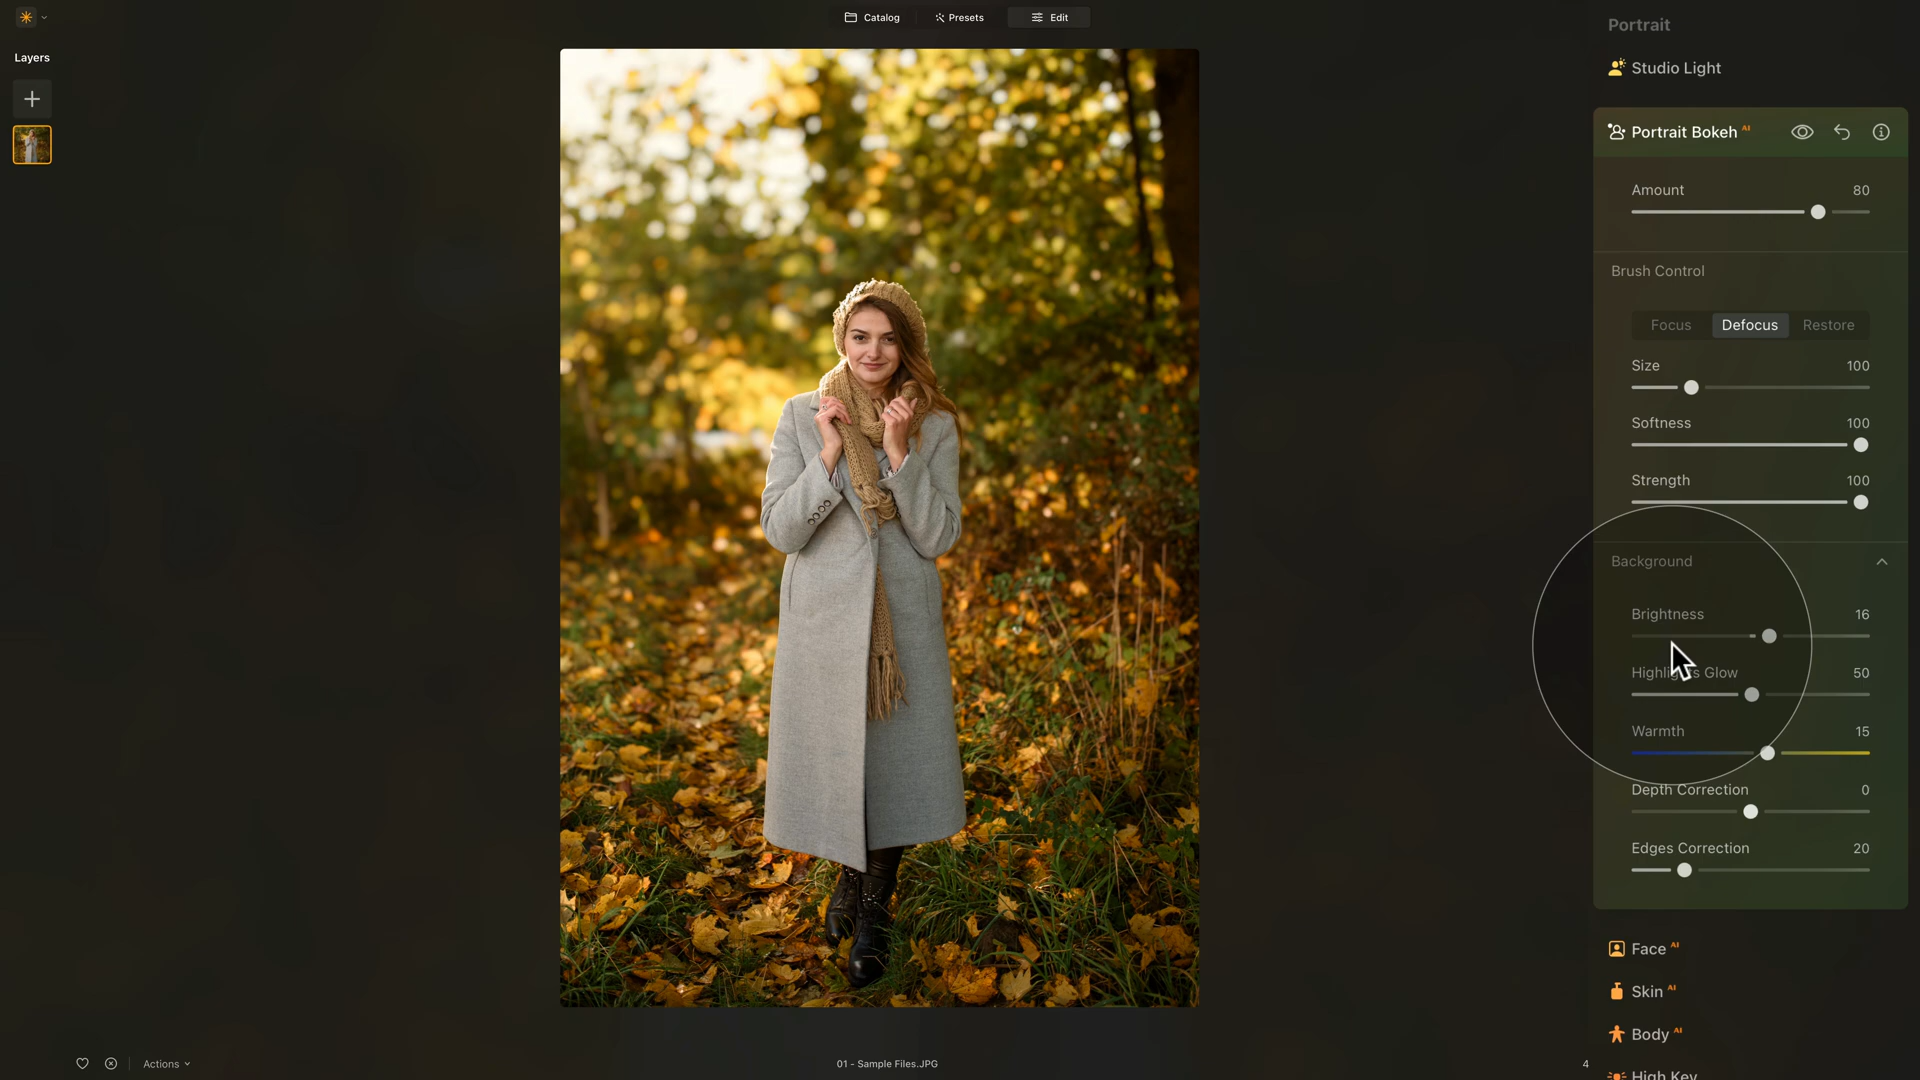 Catalog
Presets
Edit
Layers
Portrait
Studio Light
Portrait Bokeh AI
Amount 80
Brush Control
Focus Defocus Restore
Size 100
Softness 100
Strength 100
Background
Brightness 16
Highlights Glow 50
Warmth 15
Depth Correction 0
Edges Correction 20
Face AI
Skin AI
Body AI
High Key
Actions
01 - Sample Files.JPG
4